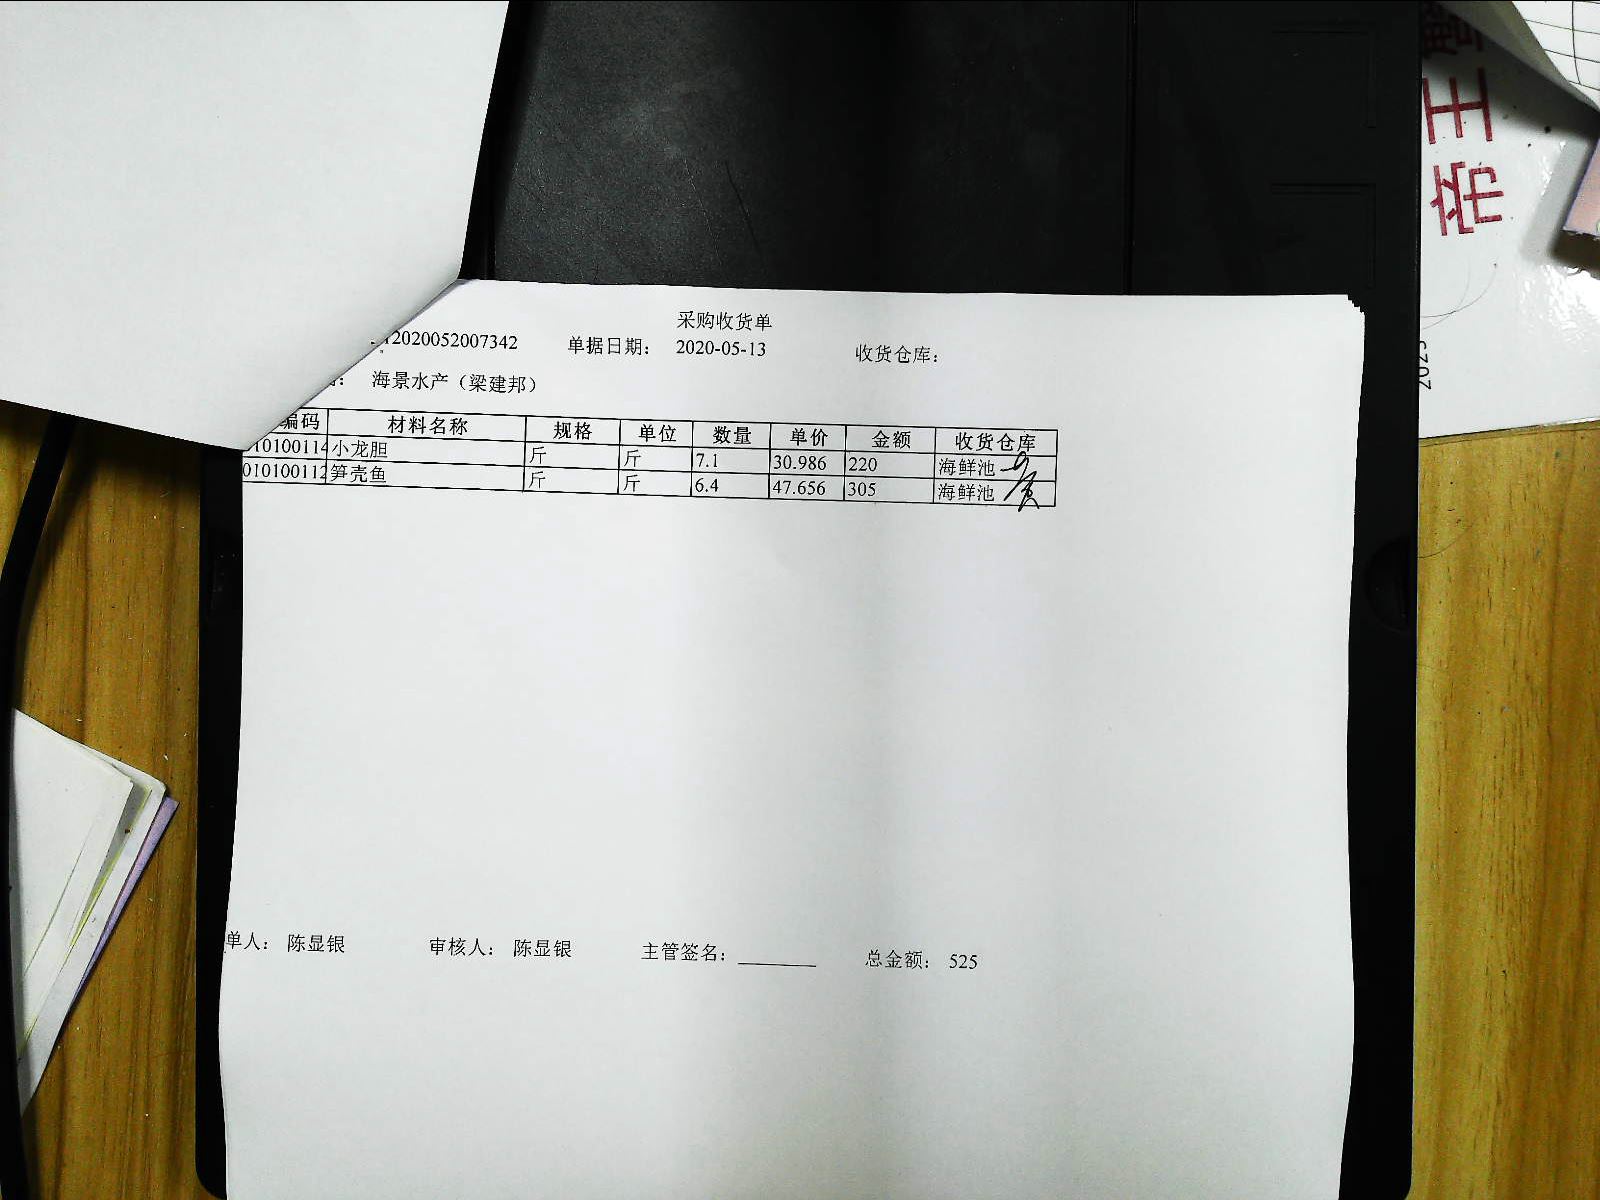 采购收货单
2020052007342 单据日期： 2020-05-13 收货仓库：
海景水产（梁建邦）
编码 材料名称 规格 单位 数量 单价 金额 收货仓库
10100114 小龙胆 斤 斤 7.1 30.986 220 海鲜池
010100112 笋壳鱼 斤 斤 6.4 47.656 305 海鲜池
单人： 陈显银 审核人： 陈显银 主管签名： 总金额： 525
帝王